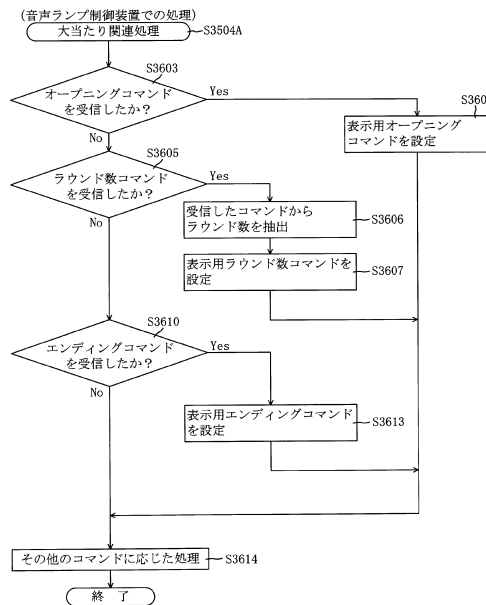 (音声ランプ制御装置での処理)
大当たり関連処理
S3504A
S3603
オープニングコマンド
を受信したか？
Yes
No
S360
表示用オープニング
コマンドを設定
S3605
ラウンド数コマンド
を受信したか？
Yes
No
受信したコマンドから
ラウンド数を抽出
S3606
表示用ラウンド数コマンドを
設定
S3607
S3610
エンディングコマンド
を受信したか？
Yes
No
表示用エンディングコマンド
を設定
S3613
その他のコマンドに応じた処理
S3614
終 了